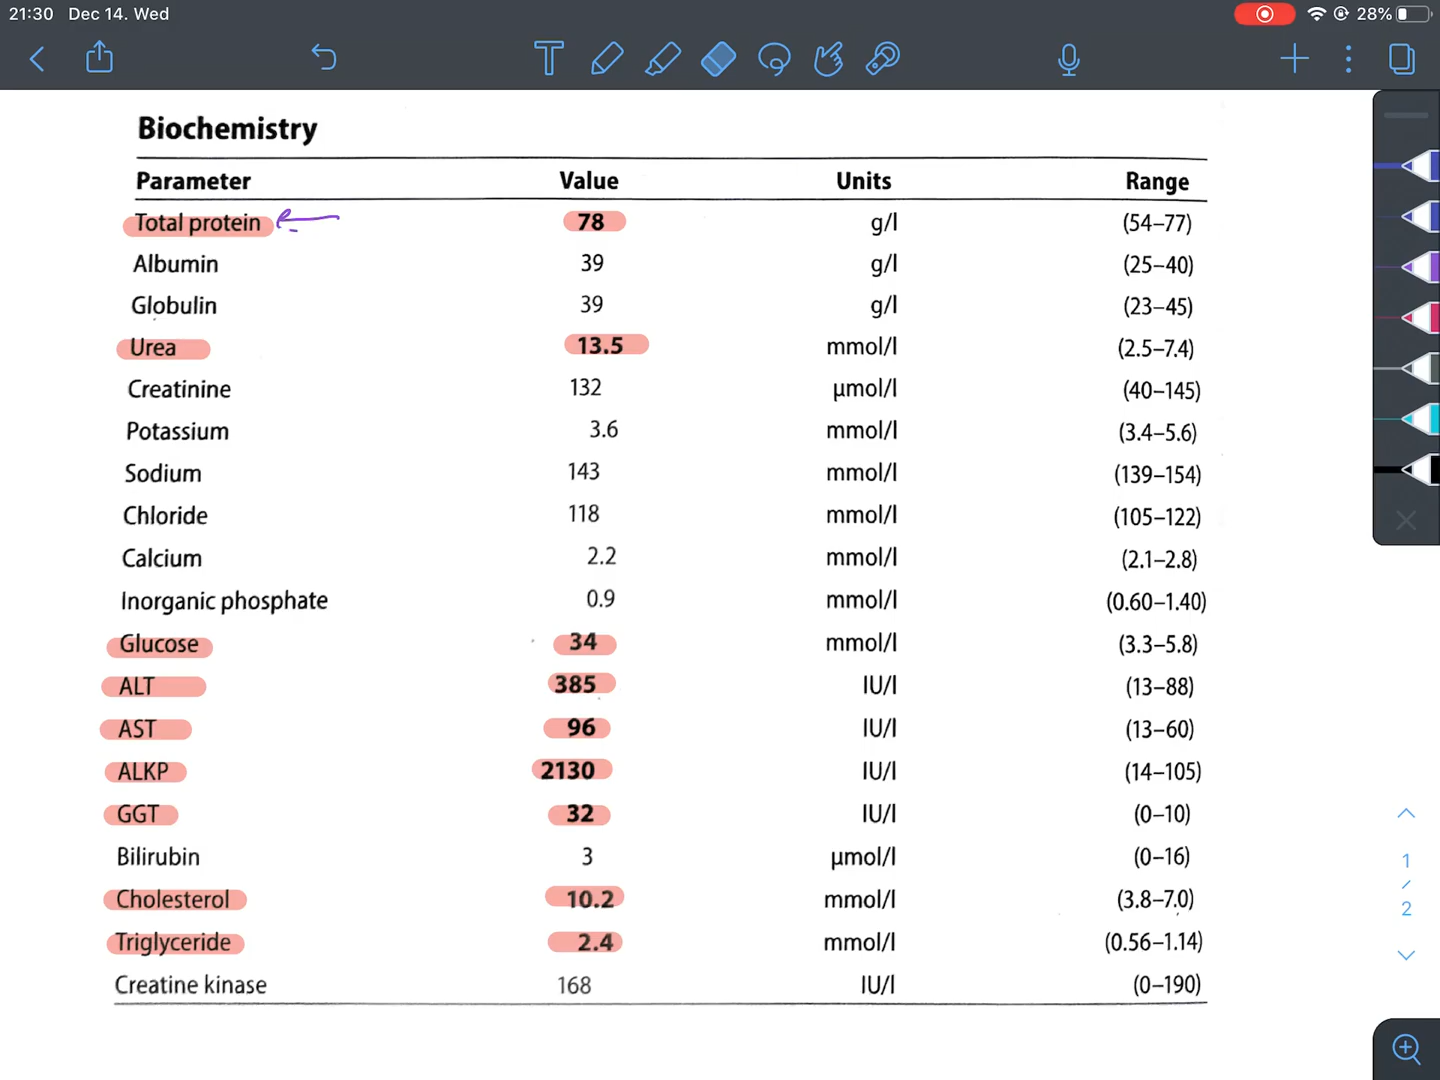 21:30 Dec 14. Wed 28%
T
Biochemistry
Parameter Value Units Range
Total protein 78 g/l (54–77)
Albumin 39 g/l (25–40)
Globulin 39 g/l (23–45)
Urea 13.5 mmol/l (2.5–7.4)
Creatinine 132 µmol/l (40–145)
Potassium 3.6 mmol/l (3.4–5.6)
Sodium 143 mmol/l (139–154)
Chloride 118 mmol/l (105–122)
Calcium 2.2 mmol/l (2.1–2.8)
Inorganic phosphate 0.9 mmol/l (0.60–1.40)
Glucose 34 mmol/l (3.3–5.8)
ALT 385 IU/l (13–88)
AST 96 IU/l (13–60)
ALKP 2130 IU/l (14–105)
GGT 32 IU/l (0–10)
Bilirubin 3 µmol/l (0–16)
Cholesterol 10.2 mmol/l (3.8–7.0)
Triglyceride 2.4 mmol/l (0.56–1.14)
Creatine kinase 168 IU/l (0–190)
1
/
2